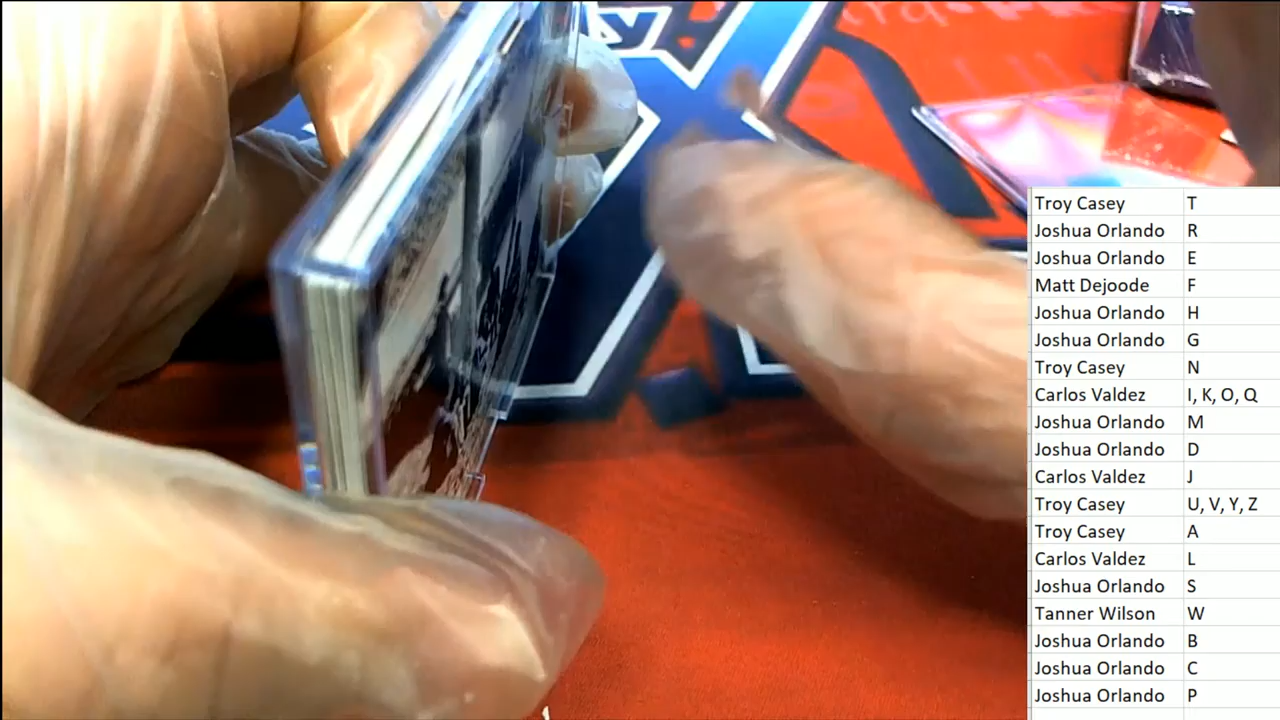 Troy Casey T
Joshua Orlando R
Joshua Orlando E
Matt Dejoode F
Joshua Orlando H
Joshua Orlando G
Troy Casey N
Carlos Valdez I, K, O, Q
Joshua Orlando M
Joshua Orlando D
Carlos Valdez J
Troy Casey U, V, Y, Z
Troy Casey A
Carlos Valdez L
Joshua Orlando S
Tanner Wilson W
Joshua Orlando B
Joshua Orlando C
Joshua Orlando P